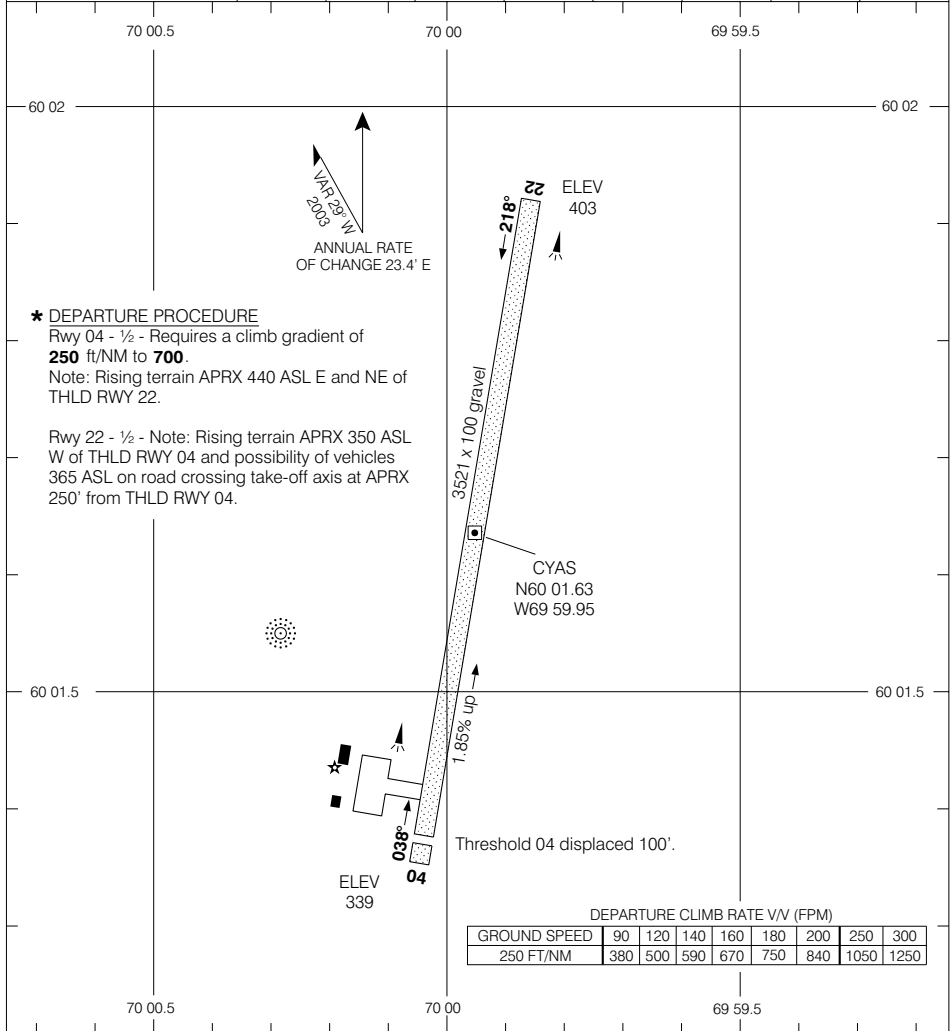 70 00.5
70 00
69 59.5
60 02
60 02
VAR 29° W
2003
ANNUAL RATE
OF CHANGE 23.4' E
22
ELEV
403
218°
* DEPARTURE PROCEDURE
Rwy 04 - ½ - Requires a climb gradient of
250 ft/NM to 700.
Note: Rising terrain APRX 440 ASL E and NE of
THLD RWY 22.
Rwy 22 - ½ - Note: Rising terrain APRX 350 ASL
W of THLD RWY 04 and possibility of vehicles
365 ASL on road crossing take-off axis at APRX
250' from THLD RWY 04.
3521 x 100 gravel
CYAS
N60 01.63
W69 59.95
60 01.5
60 01.5
1.85% up
038°
04
Threshold 04 displaced 100'.
ELEV
339
DEPARTURE CLIMB RATE V/V (FPM)
GROUND SPEED 90 120 140 160 180 200 250 300
250 FT/NM 380 500 590 670 750 840 1050 1250
70 00.5
70 00
69 59.5